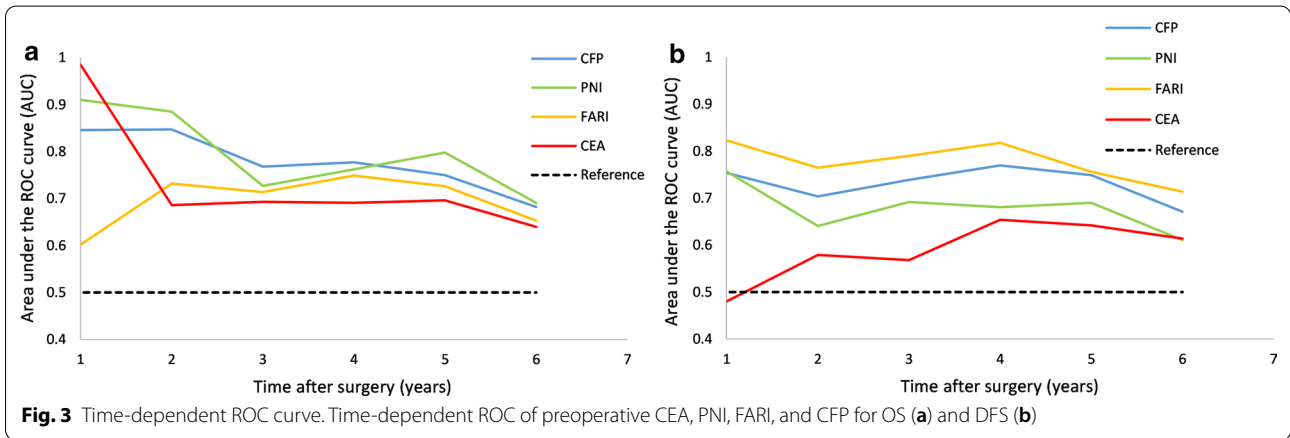 a
Area under the ROC curve (AUC)
1
0.9
0.8
0.7
0.6
0.5
0.4
1 2 3 4 5 6 7
Time after surgery (years)
CFP
PNI
FARI
CEA
Reference
b
Area under the ROC curve (AUC)
1
0.9
0.8
0.7
0.6
0.5
0.4
1 2 3 4 5 6 7
Time after surgery (years)
CFP
PNI
FARI
CEA
Reference
Fig. 3 Time-dependent ROC curve. Time-dependent ROC of preoperative CEA, PNI, FARI, and CFP for OS (a) and DFS (b)